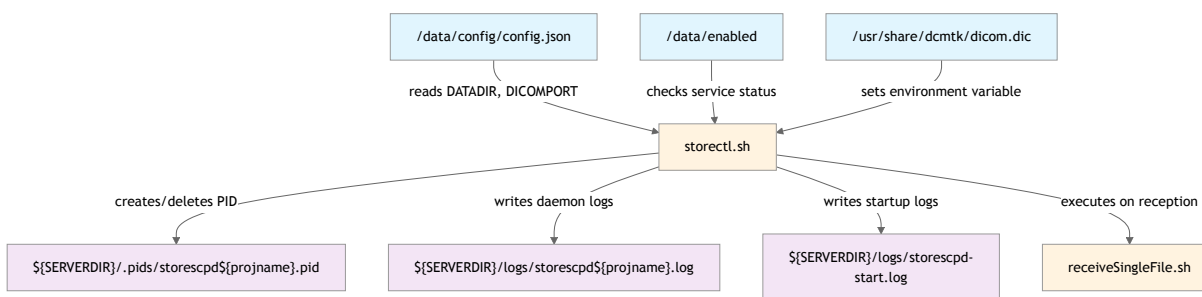 /data/config/config.json
/data/enabled
/usr/share/dcmtk/dicom.dic
reads DATADIR, DICOMPORT
checks service status
sets environment variable
storectl.sh
creates/deletes PID
writes daemon logs
writes startup logs
executes on reception
${SERVERDIR}/.pids/storescpd${projname}.pid
${SERVERDIR}/logs/storescpd${projname}.log
${SERVERDIR}/logs/storescpd-
start.log
receiveSingleFile.sh